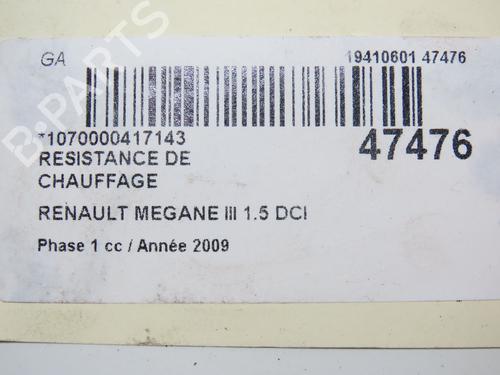 GA
19410601 47476
*1070000417143
47476
RESISTANCE DE
CHAUFFAGE
RENAULT MEGANE III 1.5 DCI
Phase 1 cc / Année 2009
B-PARTS